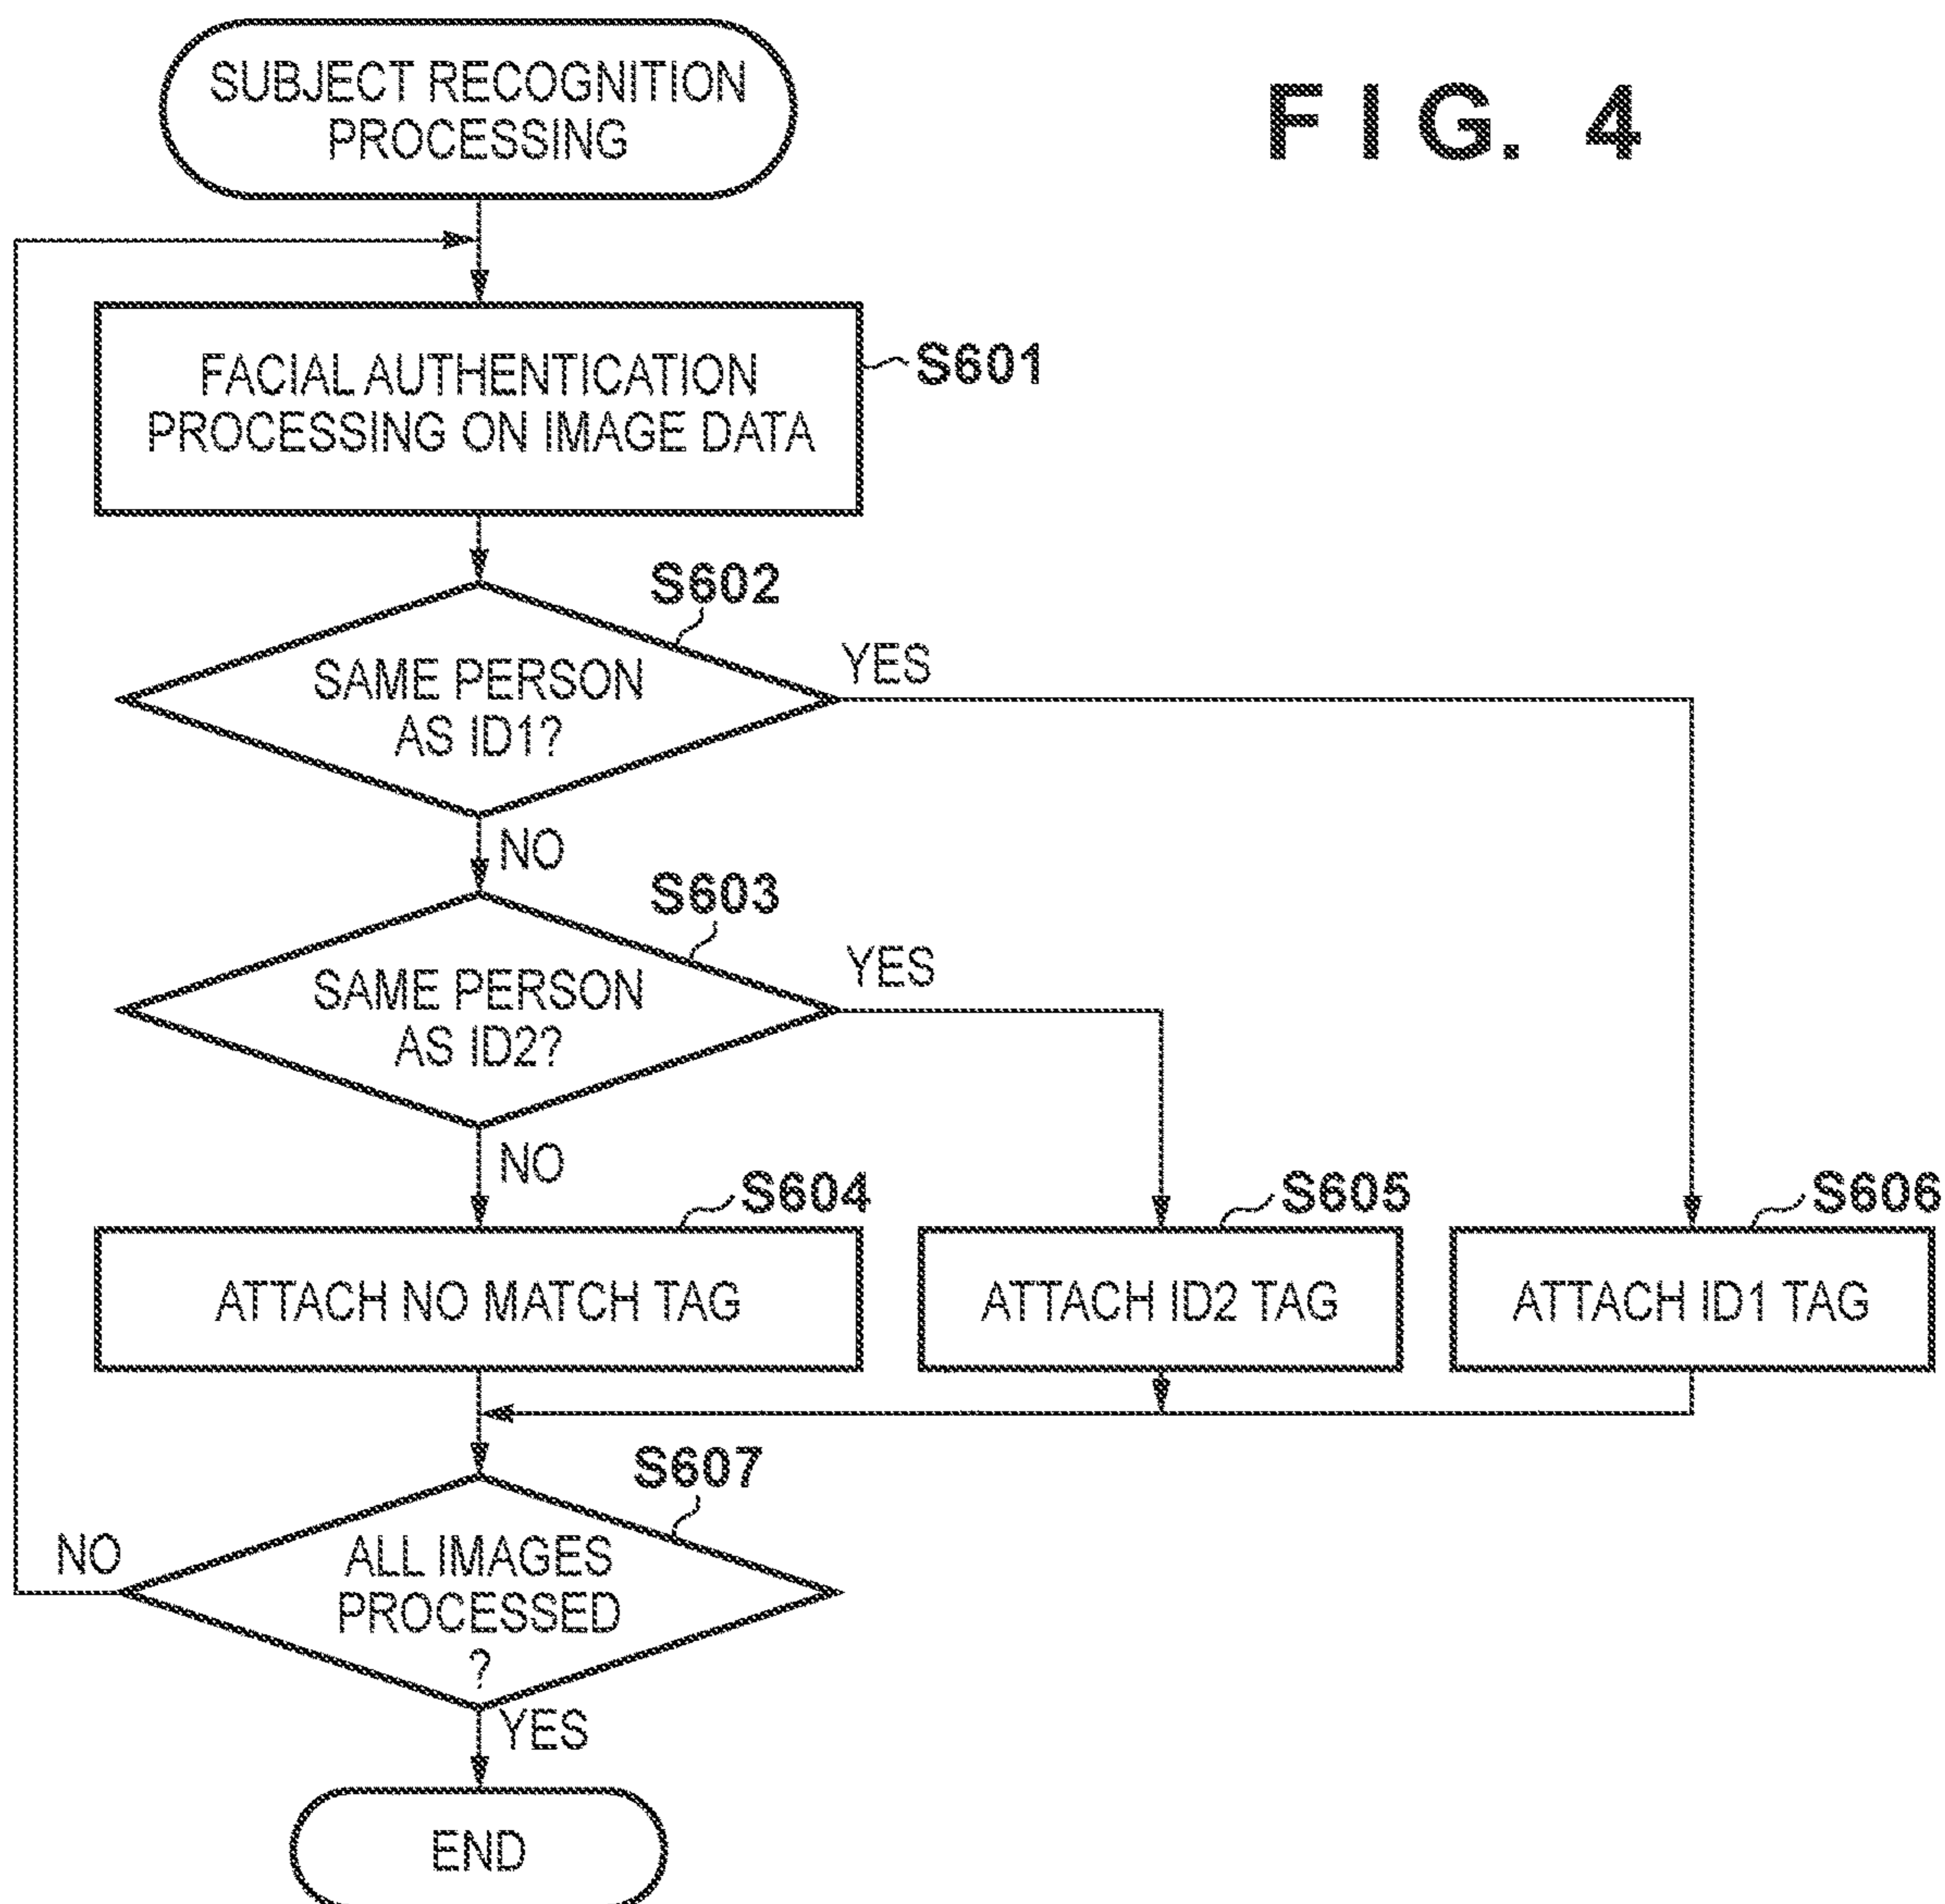 SUBJECT RECOGNITION
PROCESSING
FIG. 4
FACIAL AUTHENTICATION
PROCESSING ON IMAGE DATA
S601
S602
SAME PERSON
AS ID1?
YES
NO
S603
SAME PERSON
AS ID2?
YES
NO
S604
ATTACH NO MATCH TAG
S605
ATTACH ID2 TAG
S606
ATTACH ID1 TAG
S607
ALL IMAGES
PROCESSED
?
NO
YES
END